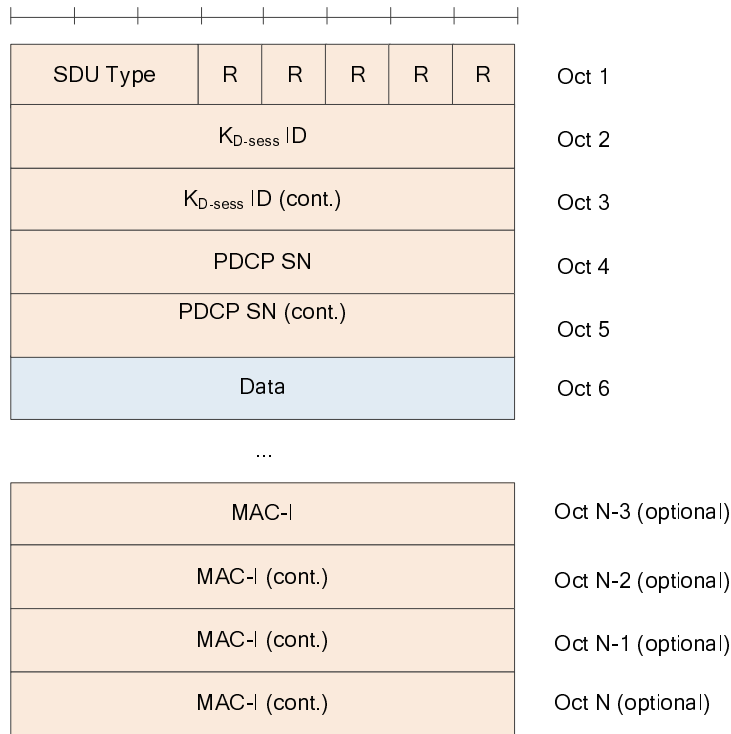 SDU Type R R R R R Oct 1
K_D-sess ID Oct 2
K_D-sess ID (cont.) Oct 3
PDCP SN Oct 4
PDCP SN (cont.) Oct 5
Data Oct 6
...
MAC-I Oct N-3 (optional)
MAC-I (cont.) Oct N-2 (optional)
MAC-I (cont.) Oct N-1 (optional)
MAC-I (cont.) Oct N (optional)